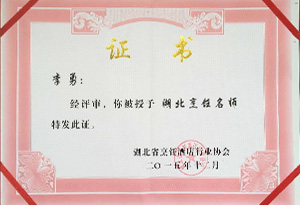 证书
李勇：
经评审，你被授予 湖北烹饪名师
特发此证。
湖北省烹饪酒店行业协会
二〇一五年十二月